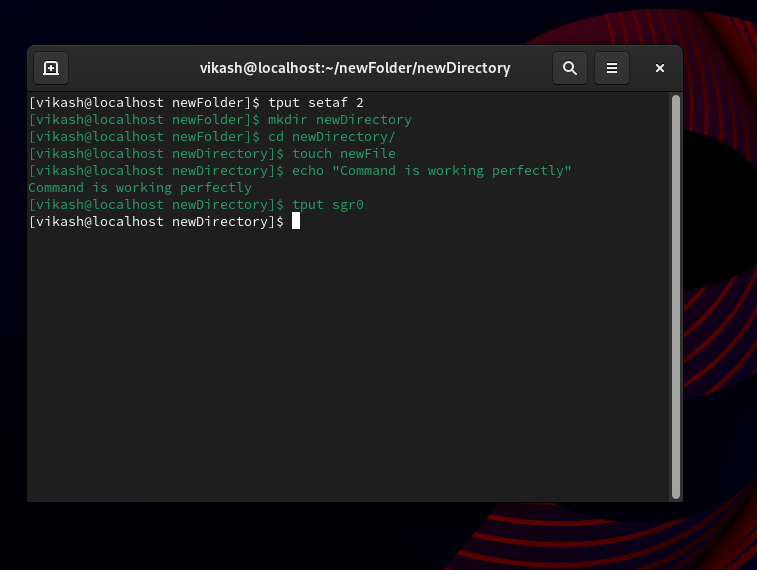 vikash@localhost:~/newFolder/newDirectory
[vikash@localhost newFolder]$ tput setaf 2
[vikash@localhost newFolder]$ mkdir newDirectory
[vikash@localhost newFolder]$ cd newDirectory/
[vikash@localhost newDirectory]$ touch newFile
[vikash@localhost newDirectory]$ echo "Command is working perfectly"
Command is working perfectly
[vikash@localhost newDirectory]$ tput sgr0
[vikash@localhost newDirectory]$